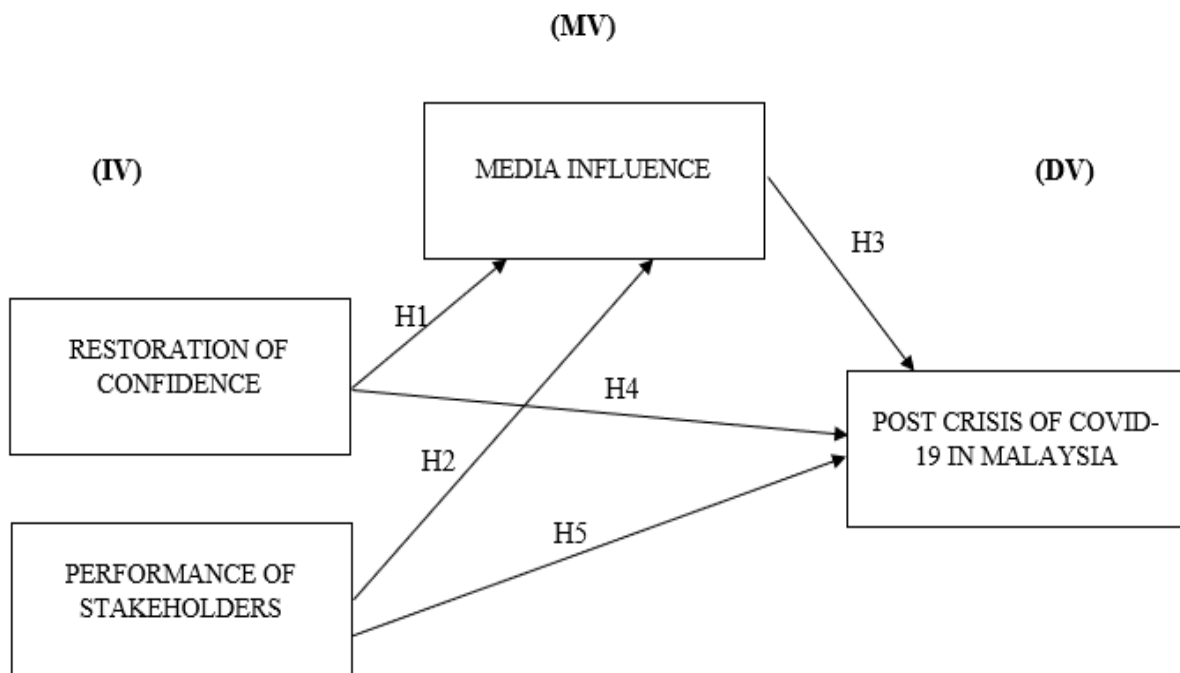 (MV)
MEDIA INFLUENCE
(IV)
(DV)
H3
H1
RESTORATION OF
CONFIDENCE
H4
POST CRISIS OF COVID-
19 IN MALAYSIA
H2
H5
PERFORMANCE OF
STAKEHOLDERS